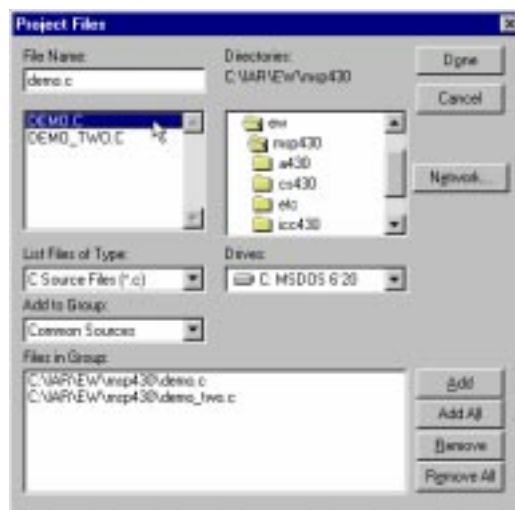 Project Files
File Name:
demo.c
DEMO.C
DEMO_TWO.C
Directories:
C:\IAR\EW\msp430
ew
msp430
a430
cs430
etc
icc430
Done
Cancel
Network...
List Files of Type:
C Source Files (*.c)
Drives:
C: MSDOS 6'20
Add to Group:
Common Sources
Files in Group:
C:\IAR\EW\msp430\demo.c
C:\IAR\EW\msp430\demo_two.c
Add
Add All
Remove
Remove All